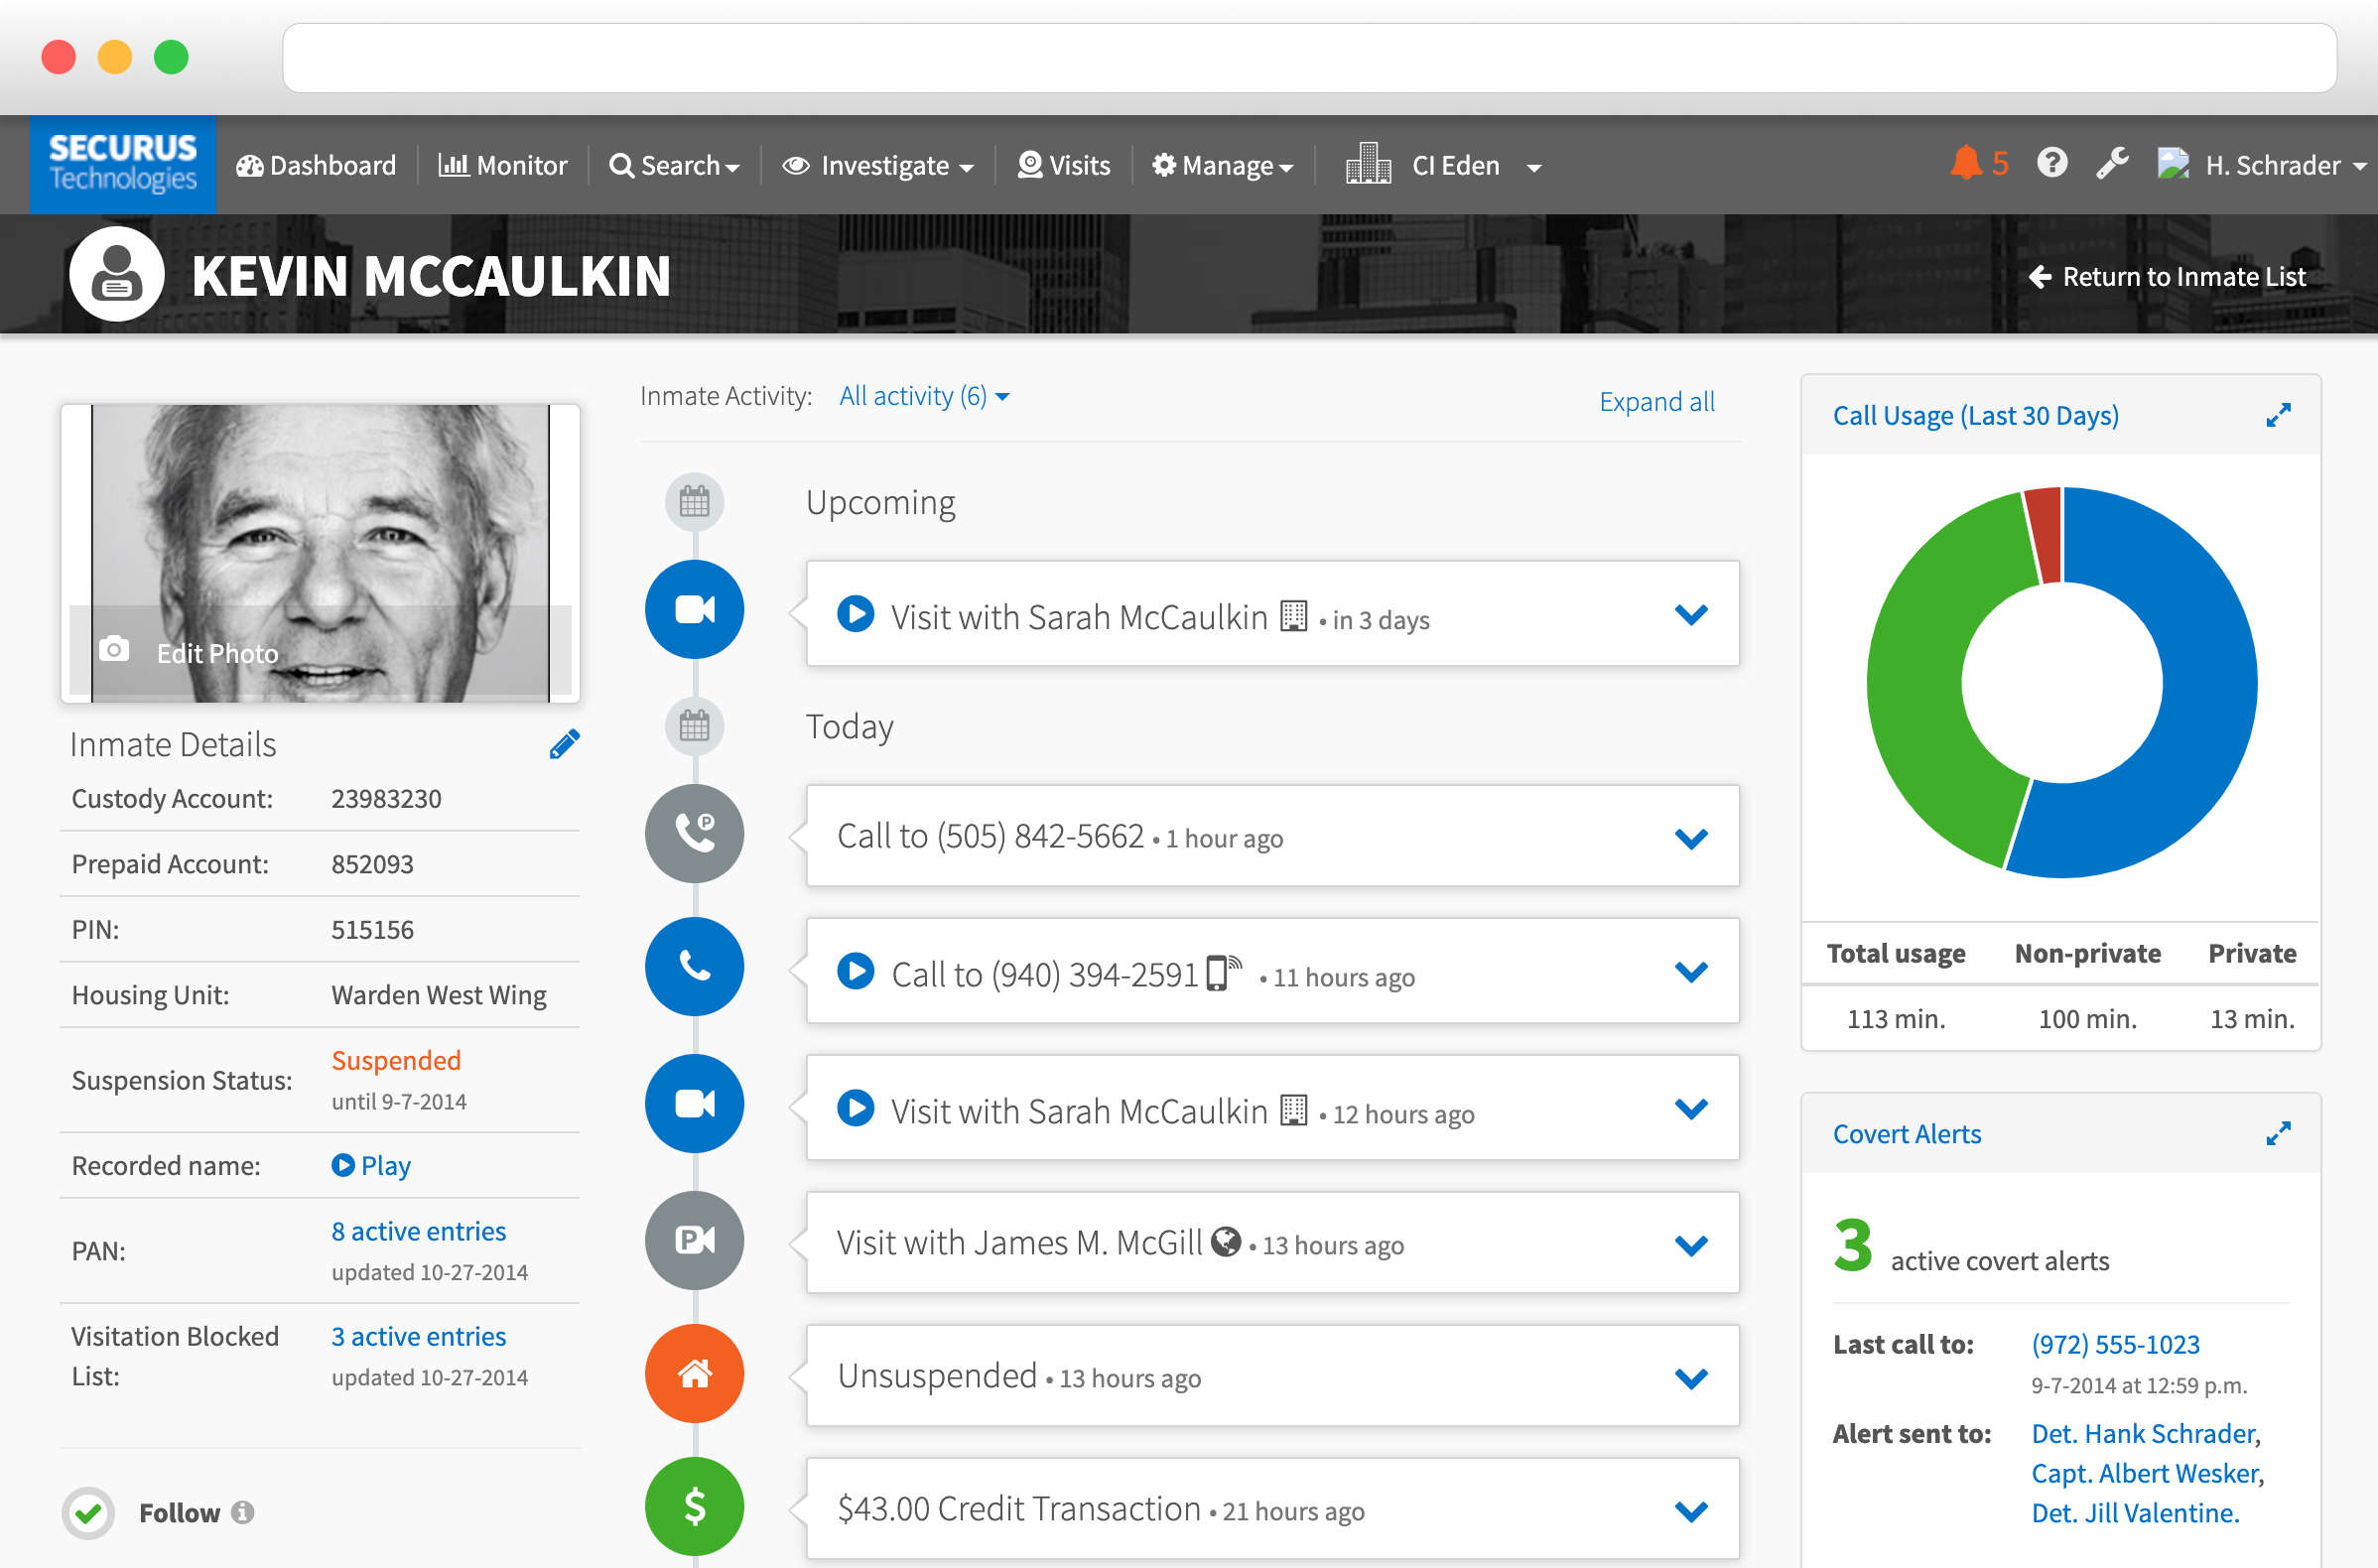 SECURUS
Technologies
Dashboard
Monitor
Search
Investigate
Visits
Manage
CI Eden
5
H. Schrader
KEVIN MCCAULKIN
Return to Inmate List
Edit Photo
Inmate Details
Custody Account: 23983230
Prepaid Account: 852093
PIN: 515156
Housing Unit: Warden West Wing
Suspension Status: Suspended
until 9-7-2014
Recorded name: Play
PAN: 8 active entries
updated 10-27-2014
Visitation Blocked List: 3 active entries
updated 10-27-2014
Follow
Inmate Activity: All activity (6)
Expand all
Upcoming
Visit with Sarah McCaulkin • in 3 days
Today
Call to (505) 842-5662 • 1 hour ago
Call to (940) 394-2591 • 11 hours ago
Visit with Sarah McCaulkin • 12 hours ago
P
Visit with James M. McGill • 13 hours ago
Unsuspended • 13 hours ago
$
$43.00 Credit Transaction • 21 hours ago
Call Usage (Last 30 Days)
Total usage Non-private Private
113 min. 100 min. 13 min.
Covert Alerts
3 active covert alerts
Last call to: (972) 555-1023
9-7-2014 at 12:59 p.m.
Alert sent to: Det. Hank Schrader,
Capt. Albert Wesker,
Det. Jill Valentine.